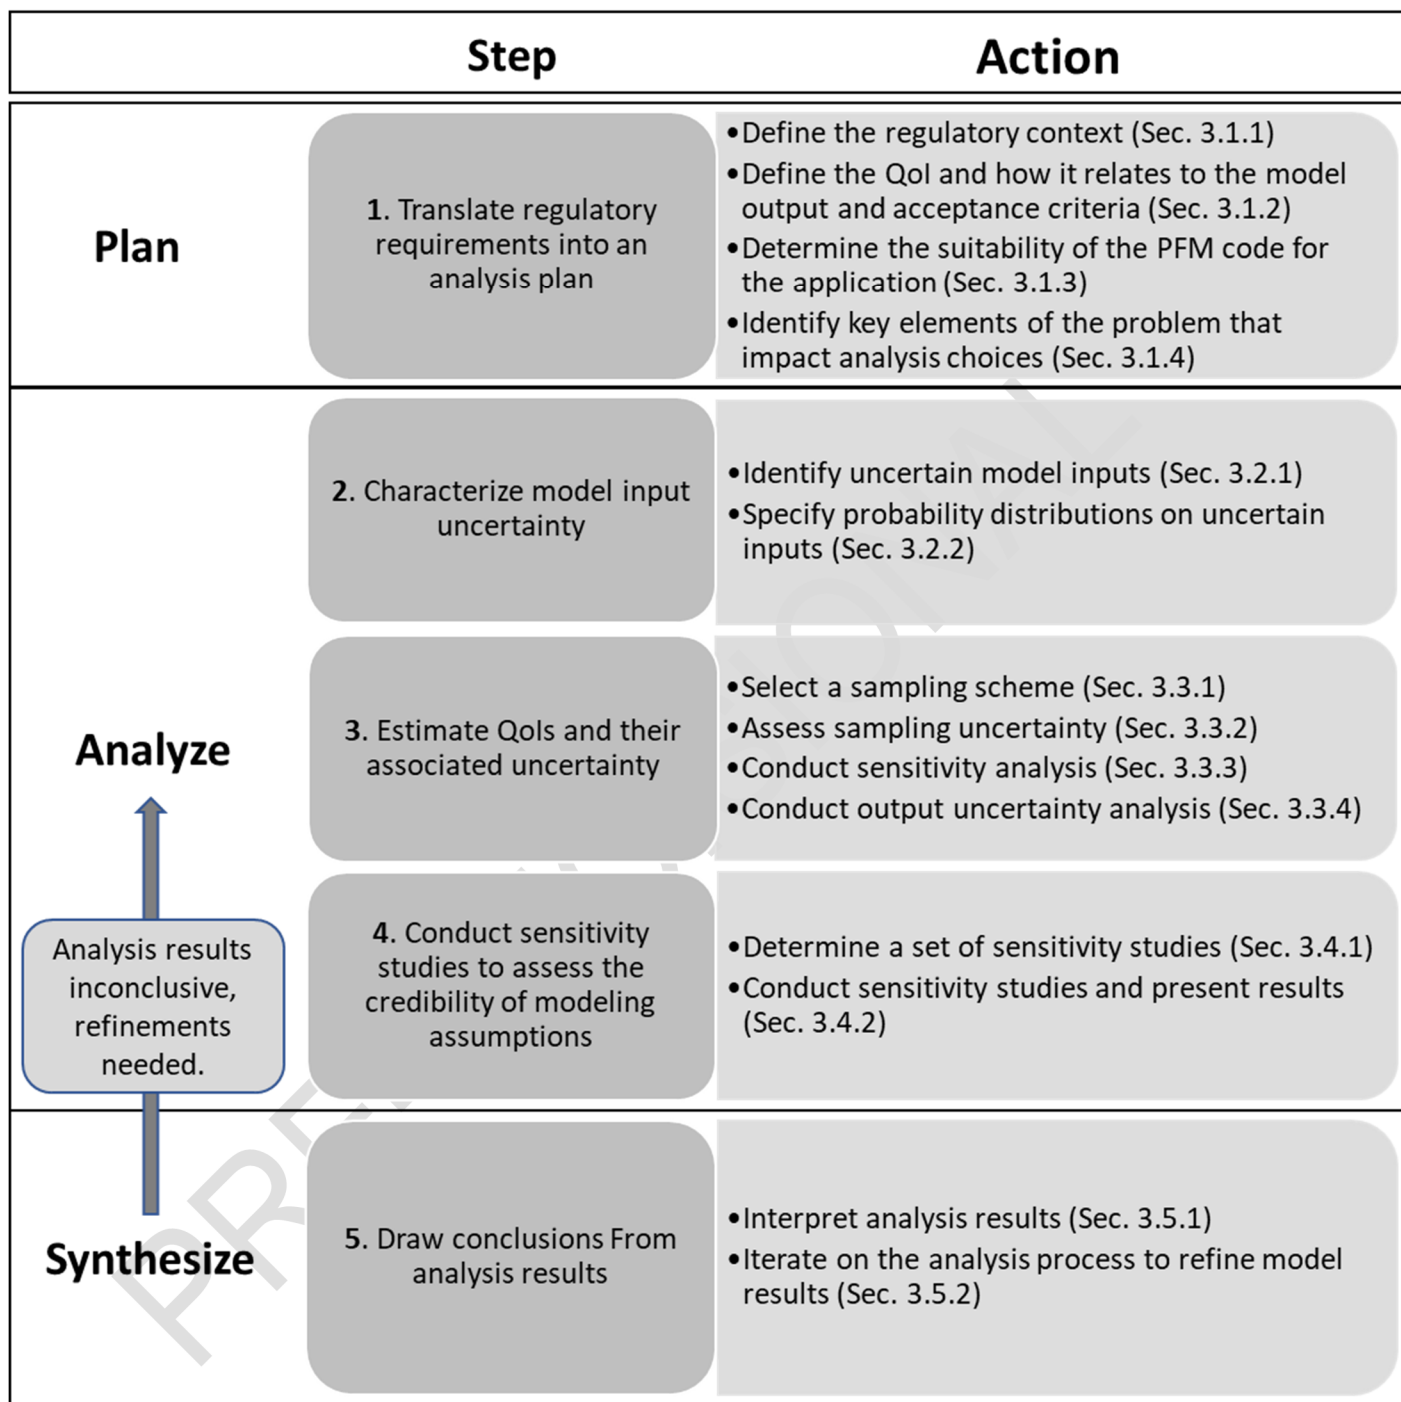 Step
Action
Plan
1. Translate regulatory
requirements into an
analysis plan
•Define the regulatory context (Sec. 3.1.1)
•Define the QoI and how it relates to the model
output and acceptance criteria (Sec. 3.1.2)
•Determine the suitability of the PFM code for
the application (Sec. 3.1.3)
•Identify key elements of the problem that
impact analysis choices (Sec. 3.1.4)
Analyze
2. Characterize model input
uncertainty
•Identify uncertain model inputs (Sec. 3.2.1)
•Specify probability distributions on uncertain
inputs (Sec. 3.2.2)
3. Estimate QoIs and their
associated uncertainty
•Select a sampling scheme (Sec. 3.3.1)
•Assess sampling uncertainty (Sec. 3.3.2)
•Conduct sensitivity analysis (Sec. 3.3.3)
•Conduct output uncertainty analysis (Sec. 3.3.4)
Analysis results
inconclusive,
refinements
needed.
4. Conduct sensitivity
studies to assess the
credibility of modeling
assumptions
•Determine a set of sensitivity studies (Sec. 3.4.1)
•Conduct sensitivity studies and present results
(Sec. 3.4.2)
Synthesize
5. Draw conclusions From
analysis results
•Interpret analysis results (Sec. 3.5.1)
•Iterate on the analysis process to refine model
results (Sec. 3.5.2)